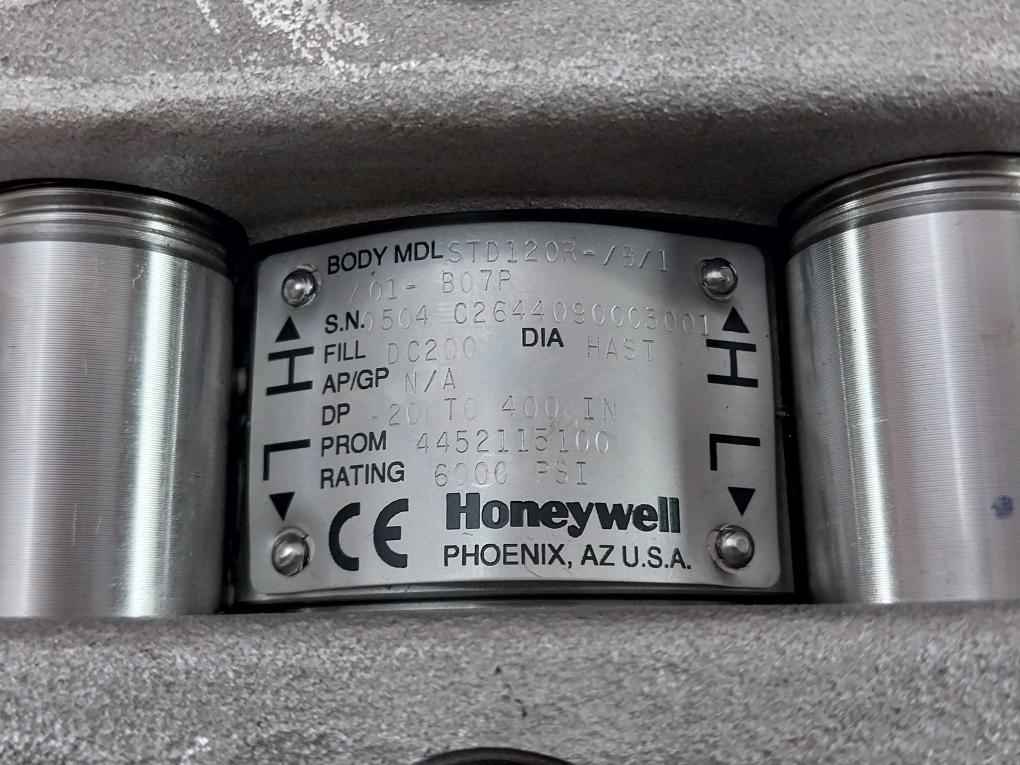 BODY MDL STD120R-/B/1
/01- B07P
S.N. 0504 C2644090003001
FILL DC200 DIA HAST
AP/GP N/A
DP TO 400 IN
PROM 4452115100
RATING 6000 PSI
H H
L L
CE Honeywell
PHOENIX, AZ U.S.A.